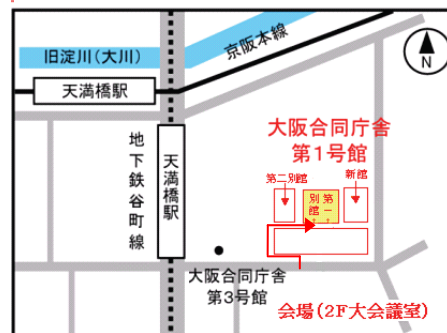 旧淀川(大川)
京阪本線
N
天満橋駅
地下鉄谷町線
天満橋駅
大阪合同庁舎
第1号館
第二別館
第一
別館
新館
大阪合同庁舎
第3号館
会場(2F大会議室)